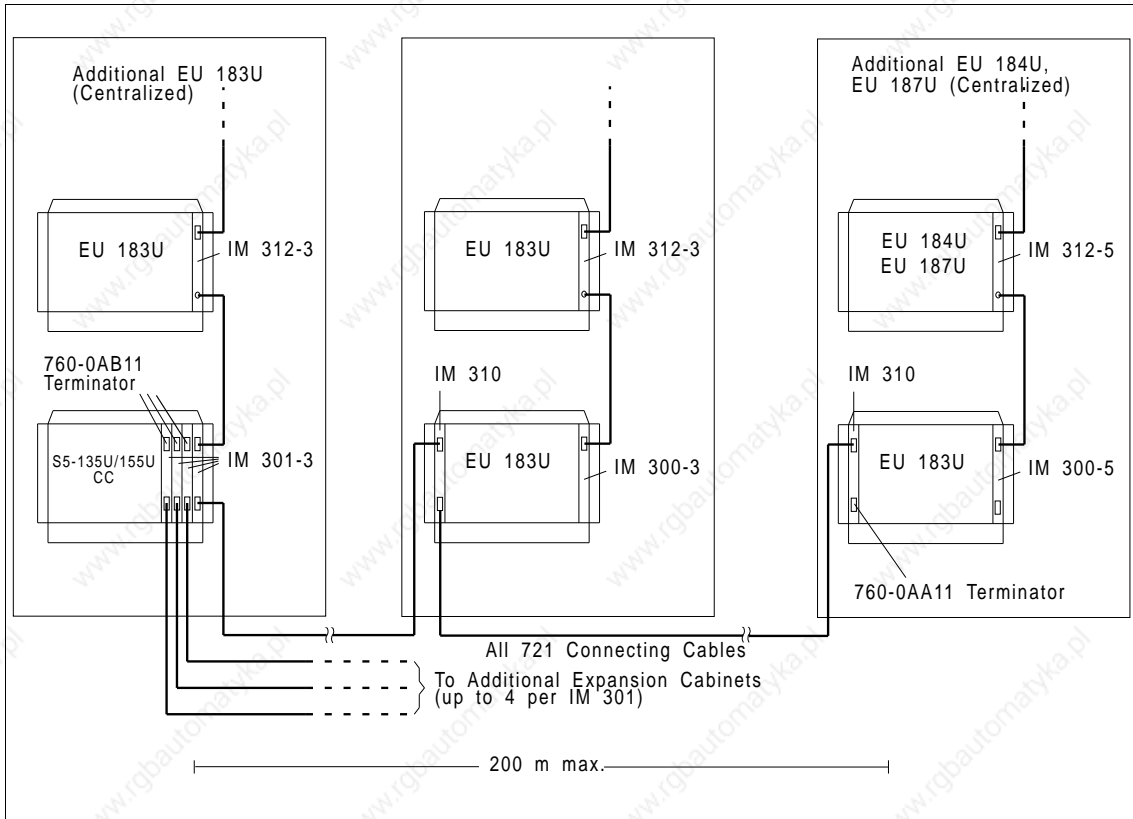 Additional EU 183U
(Centralized)
EU 183U
IM 312-3
760-0AB11
Terminator
S5-135U/155U
CC
IM 301-3
EU 183U
IM 312-3
IM 310
EU 183U
IM 300-3
Additional EU 184U,
EU 187U (Centralized)
EU 184U
EU 187U
IM 312-5
IM 310
EU 183U
IM 300-5
760-0AA11 Terminator
All 721 Connecting Cables
To Additional Expansion Cabinets
(up to 4 per IM 301)
200 m max.
www.rgbautomatyka.pl